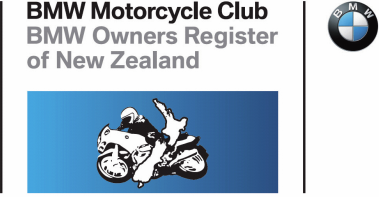 BMW Motorcycle Club
BMW Owners Register
of New Zealand
BMW